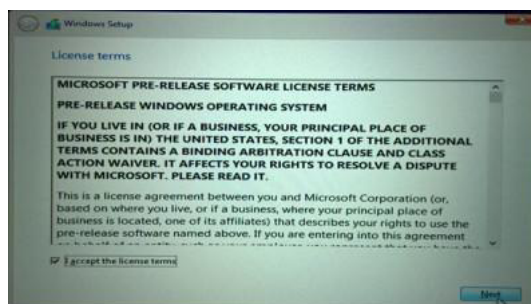 Windows Setup
License terms
MICROSOFT PRE-RELEASE SOFTWARE LICENSE TERMS
PRE-RELEASE WINDOWS OPERATING SYSTEM
IF YOU LIVE IN (OR IF A BUSINESS, YOUR PRINCIPAL PLACE OF
BUSINESS IS IN) THE UNITED STATES, SECTION 1 OF THE ADDITIONAL
TERMS CONTAINS A BINDING ARBITRATION CLAUSE AND CLASS
ACTION WAIVER. IT AFFECTS YOUR RIGHTS TO RESOLVE A DISPUTE
WITH MICROSOFT. PLEASE READ IT.
This is a license agreement between you and Microsoft Corporation (or,
based on where you live, or if a business, where your principal place of
business is located, one of its affiliates) that describes your rights to use the
pre-release software named above. If you are entering into this agreement
I accept the license terms
Next